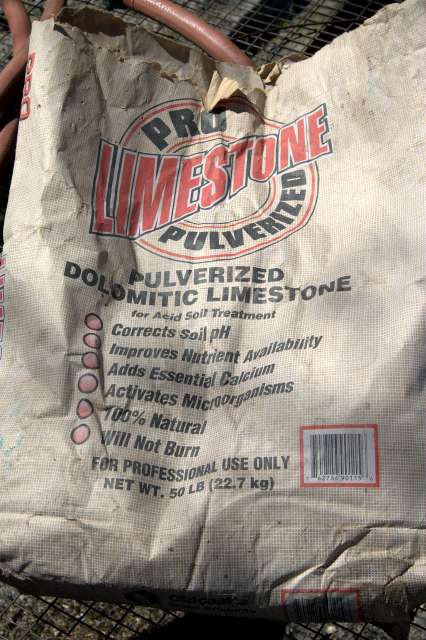 PRO
PRO
LIMESTONE
PULVERIZED
PULVERIZED
DOLOMITIC LIMESTONE
for Acid Soil Treatment
Corrects Soil pH
Improves Nutrient Availability
Adds Essential Calcium
Activates Microorganisms
100% Natural
Will Not Burn
FOR PROFESSIONAL USE ONLY
NET WT. 50 LB (22.7 kg)